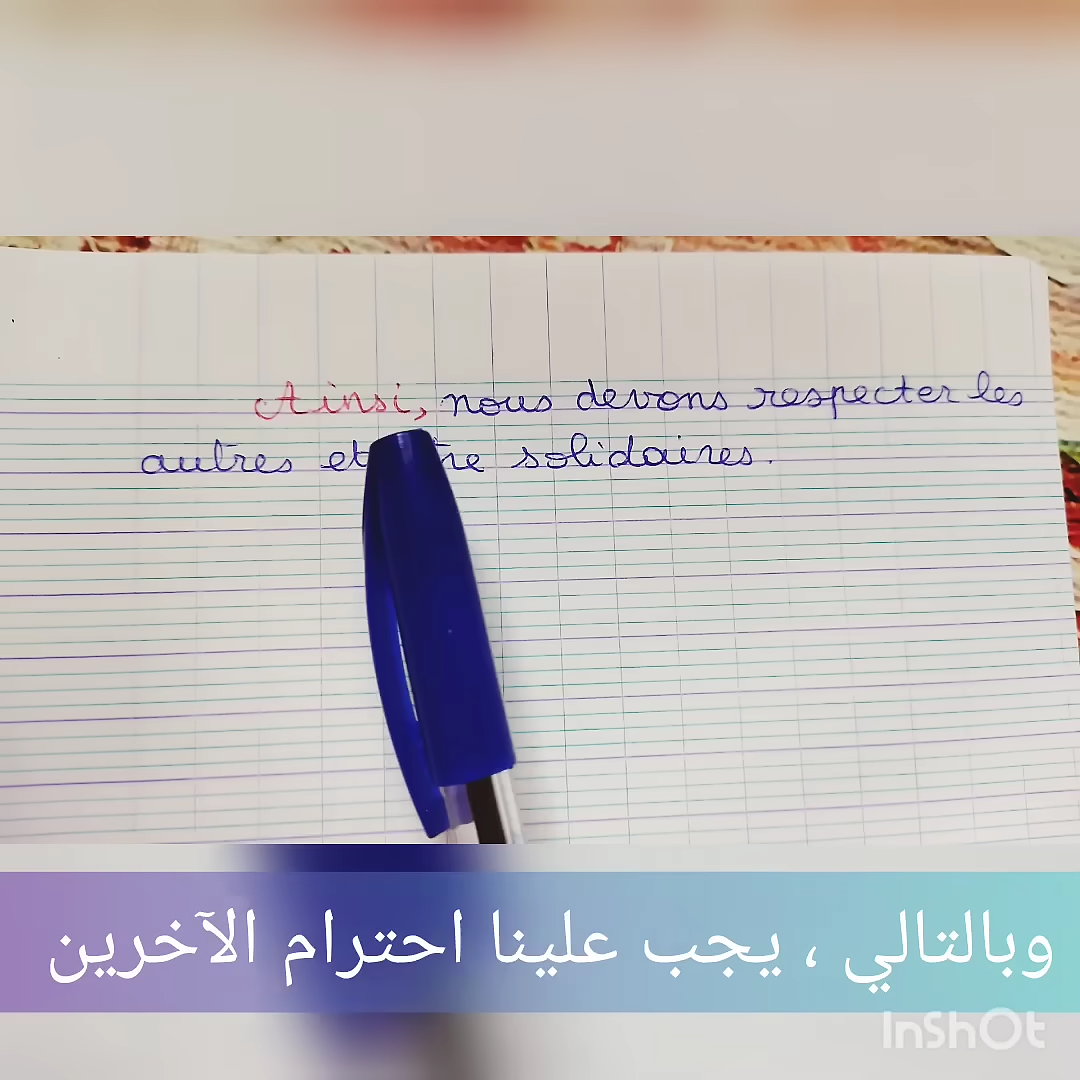 Ainsi, nous devons respecter les
autres et solidaires.
وبالتالي ، يجب علينا احترام الآخرين
InShOt